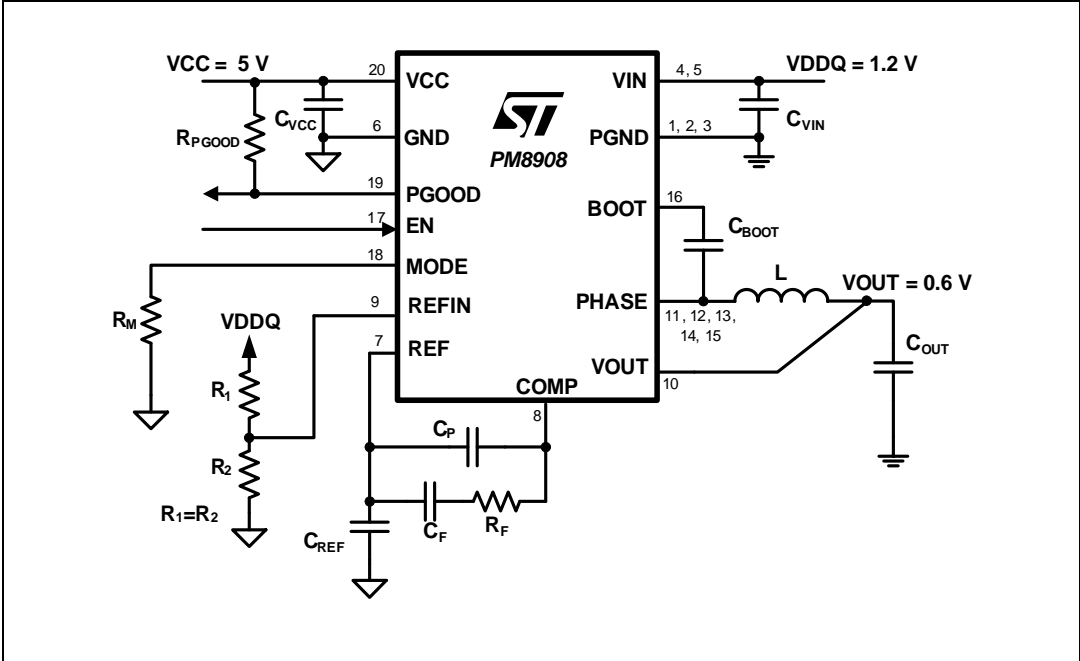 VCC = 5 V
20
VCC
VIN
4, 5
VDDQ = 1.2 V
CVCC
ST
CVIN
RPGOOD
6
GND
PGND
1, 2, 3
PM8908
19
PGOOD
BOOT
16
17
EN
CBOOT
18
MODE
L
VOUT = 0.6 V
9
REFIN
PHASE
11, 12, 13,
14, 15
RM
VDDQ
7
REF
COUT
VOUT
10
R1
COMP
8
CP
R2
R1=R2
CREF
CF
RF